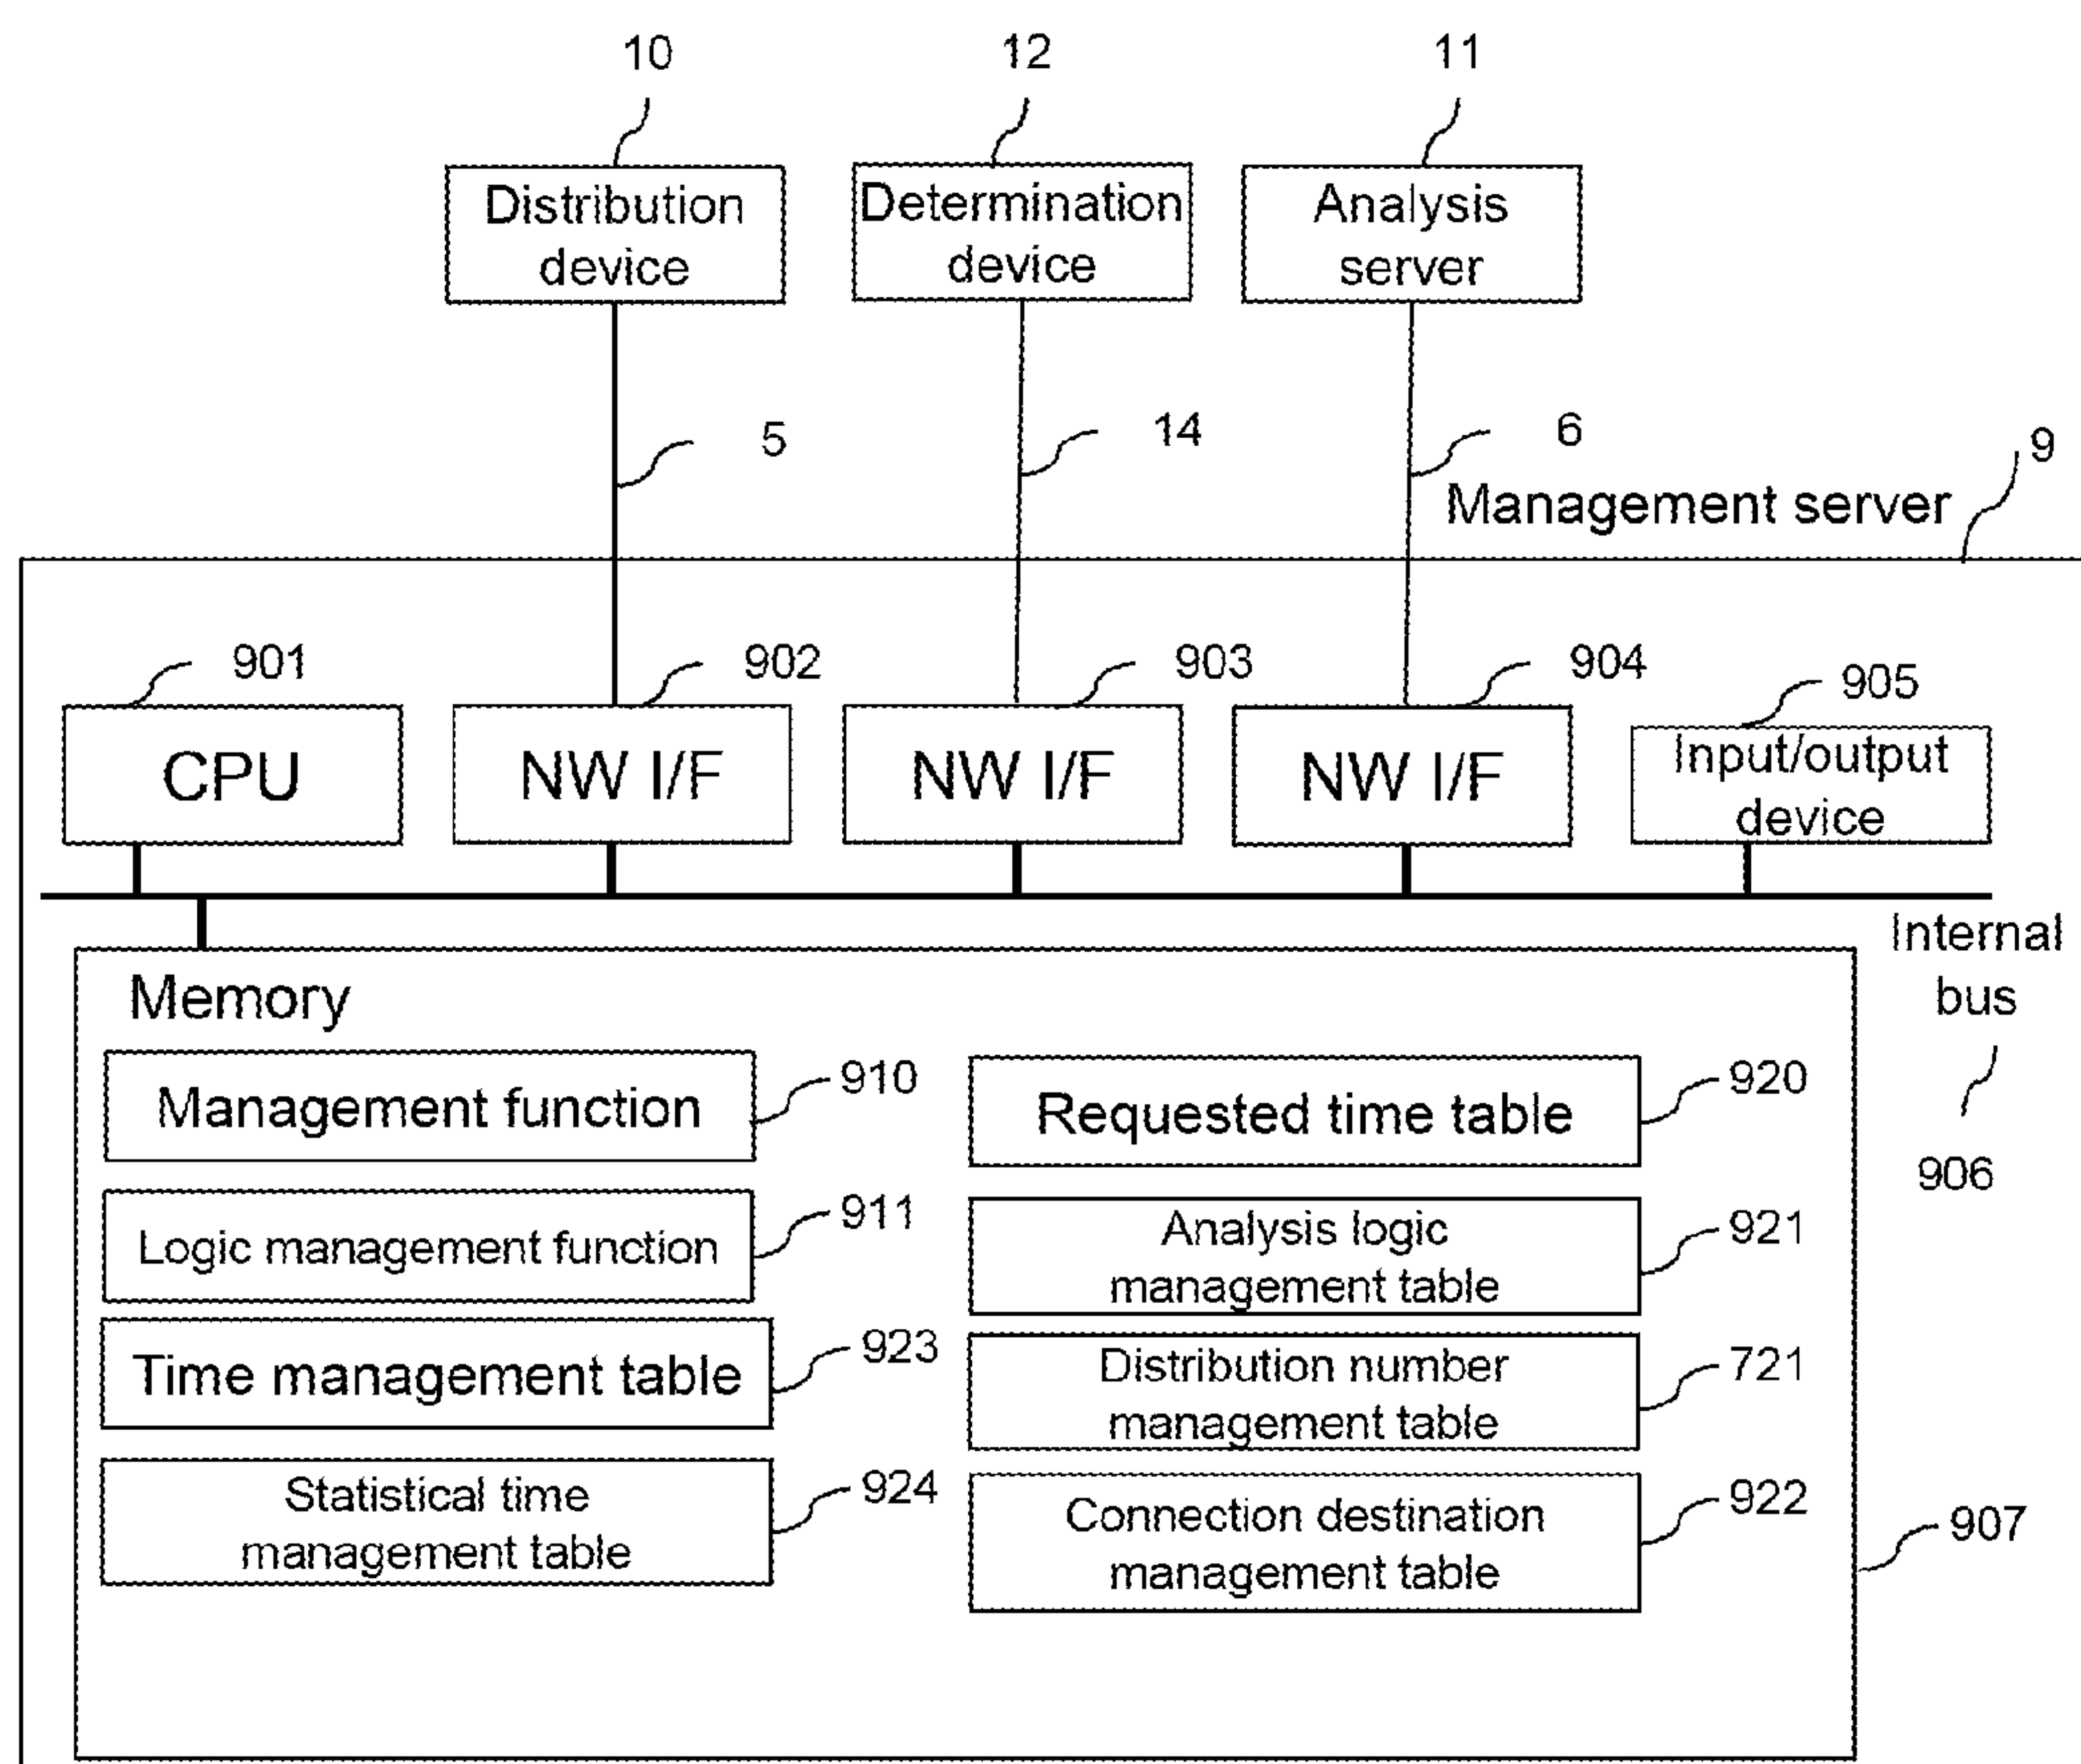 10
12
11
Distribution
device
Determination
device
Analysis
server
5
14
6
9
Management server
901
902
903
904
905
CPU
NW I/F
NW I/F
NW I/F
Input/output
device
Internal
bus
906
Memory
Management function
910
Requested time table
920
Logic management function
911
Analysis logic
management table
921
Time management table
923
Distribution number
management table
721
Statistical time
management table
924
Connection destination
management table
922
907